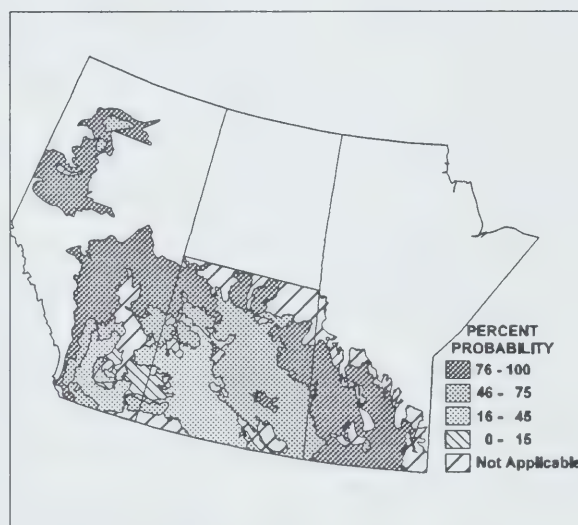 PERCENT
PROBABILITY
76 - 100
46 - 75
16 - 45
0 - 15
Not Applicable